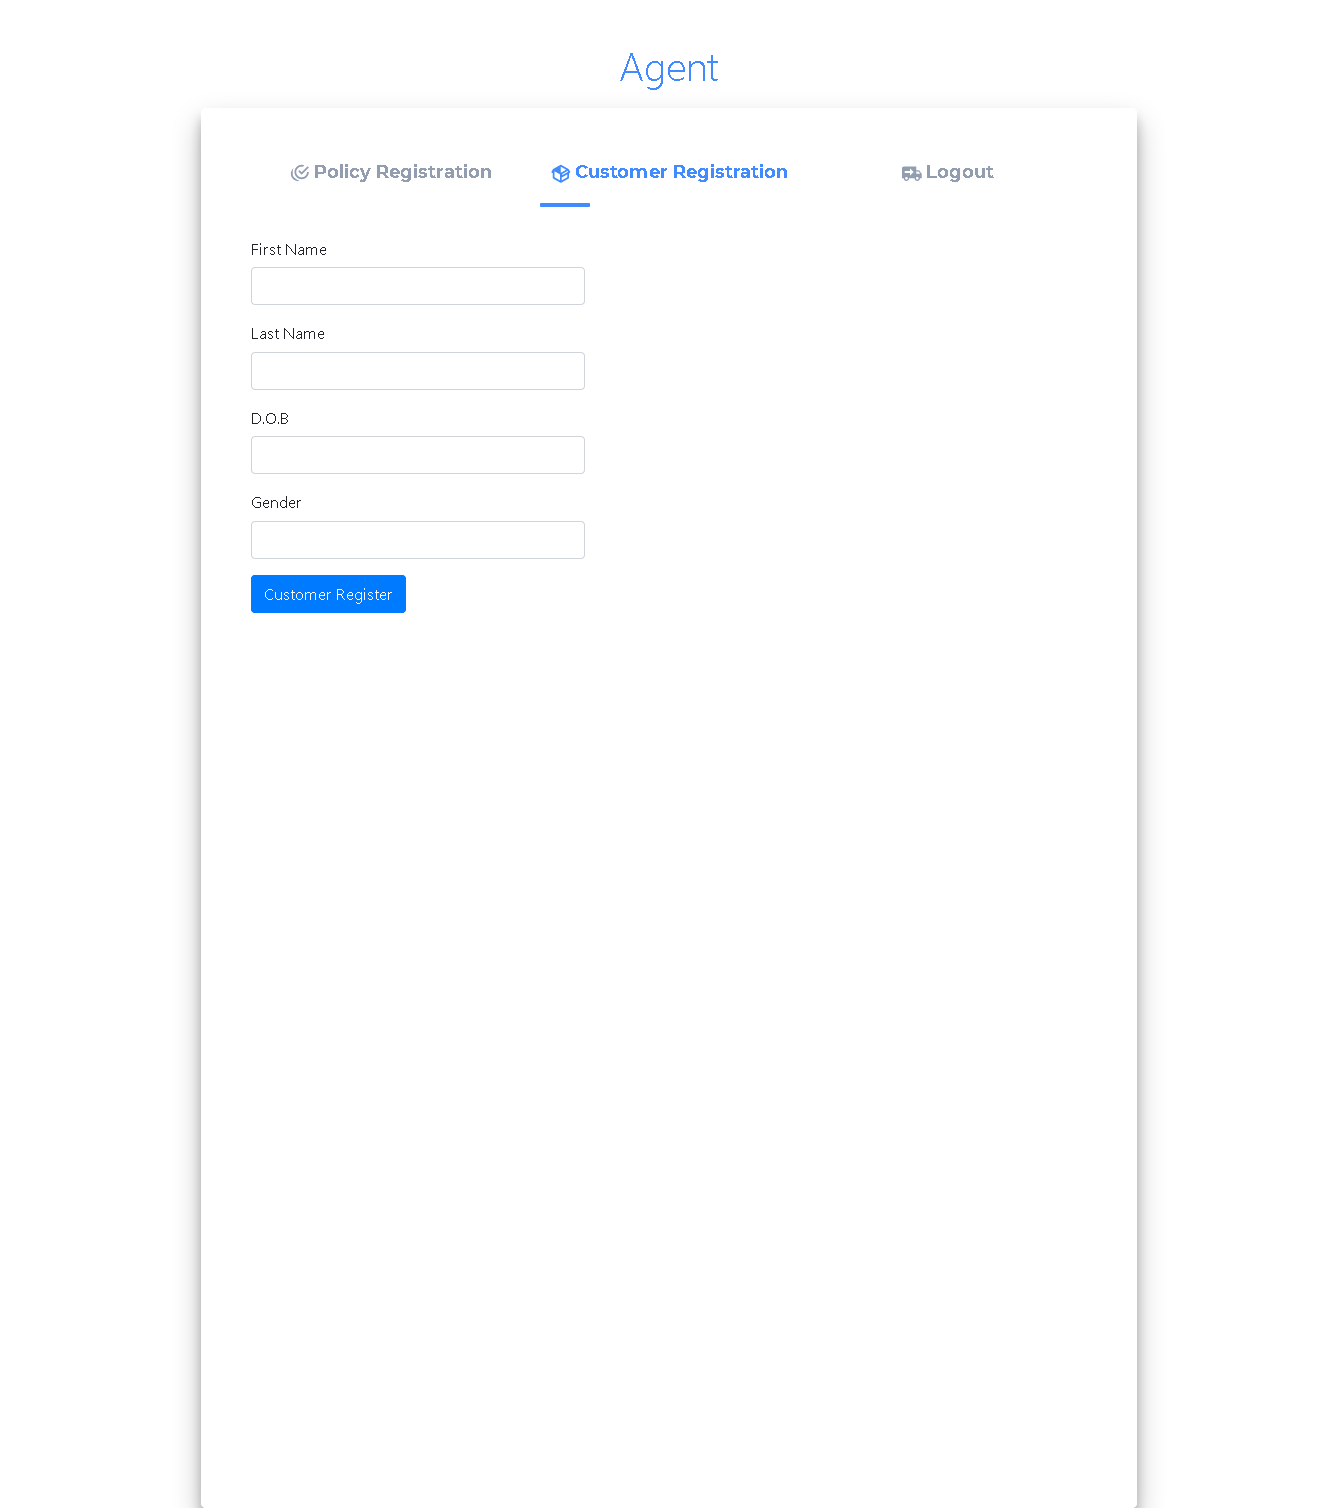 Agent
Policy Registration Customer Registration Logout
First Name
Last Name
D.O.B
Gender
Customer Register